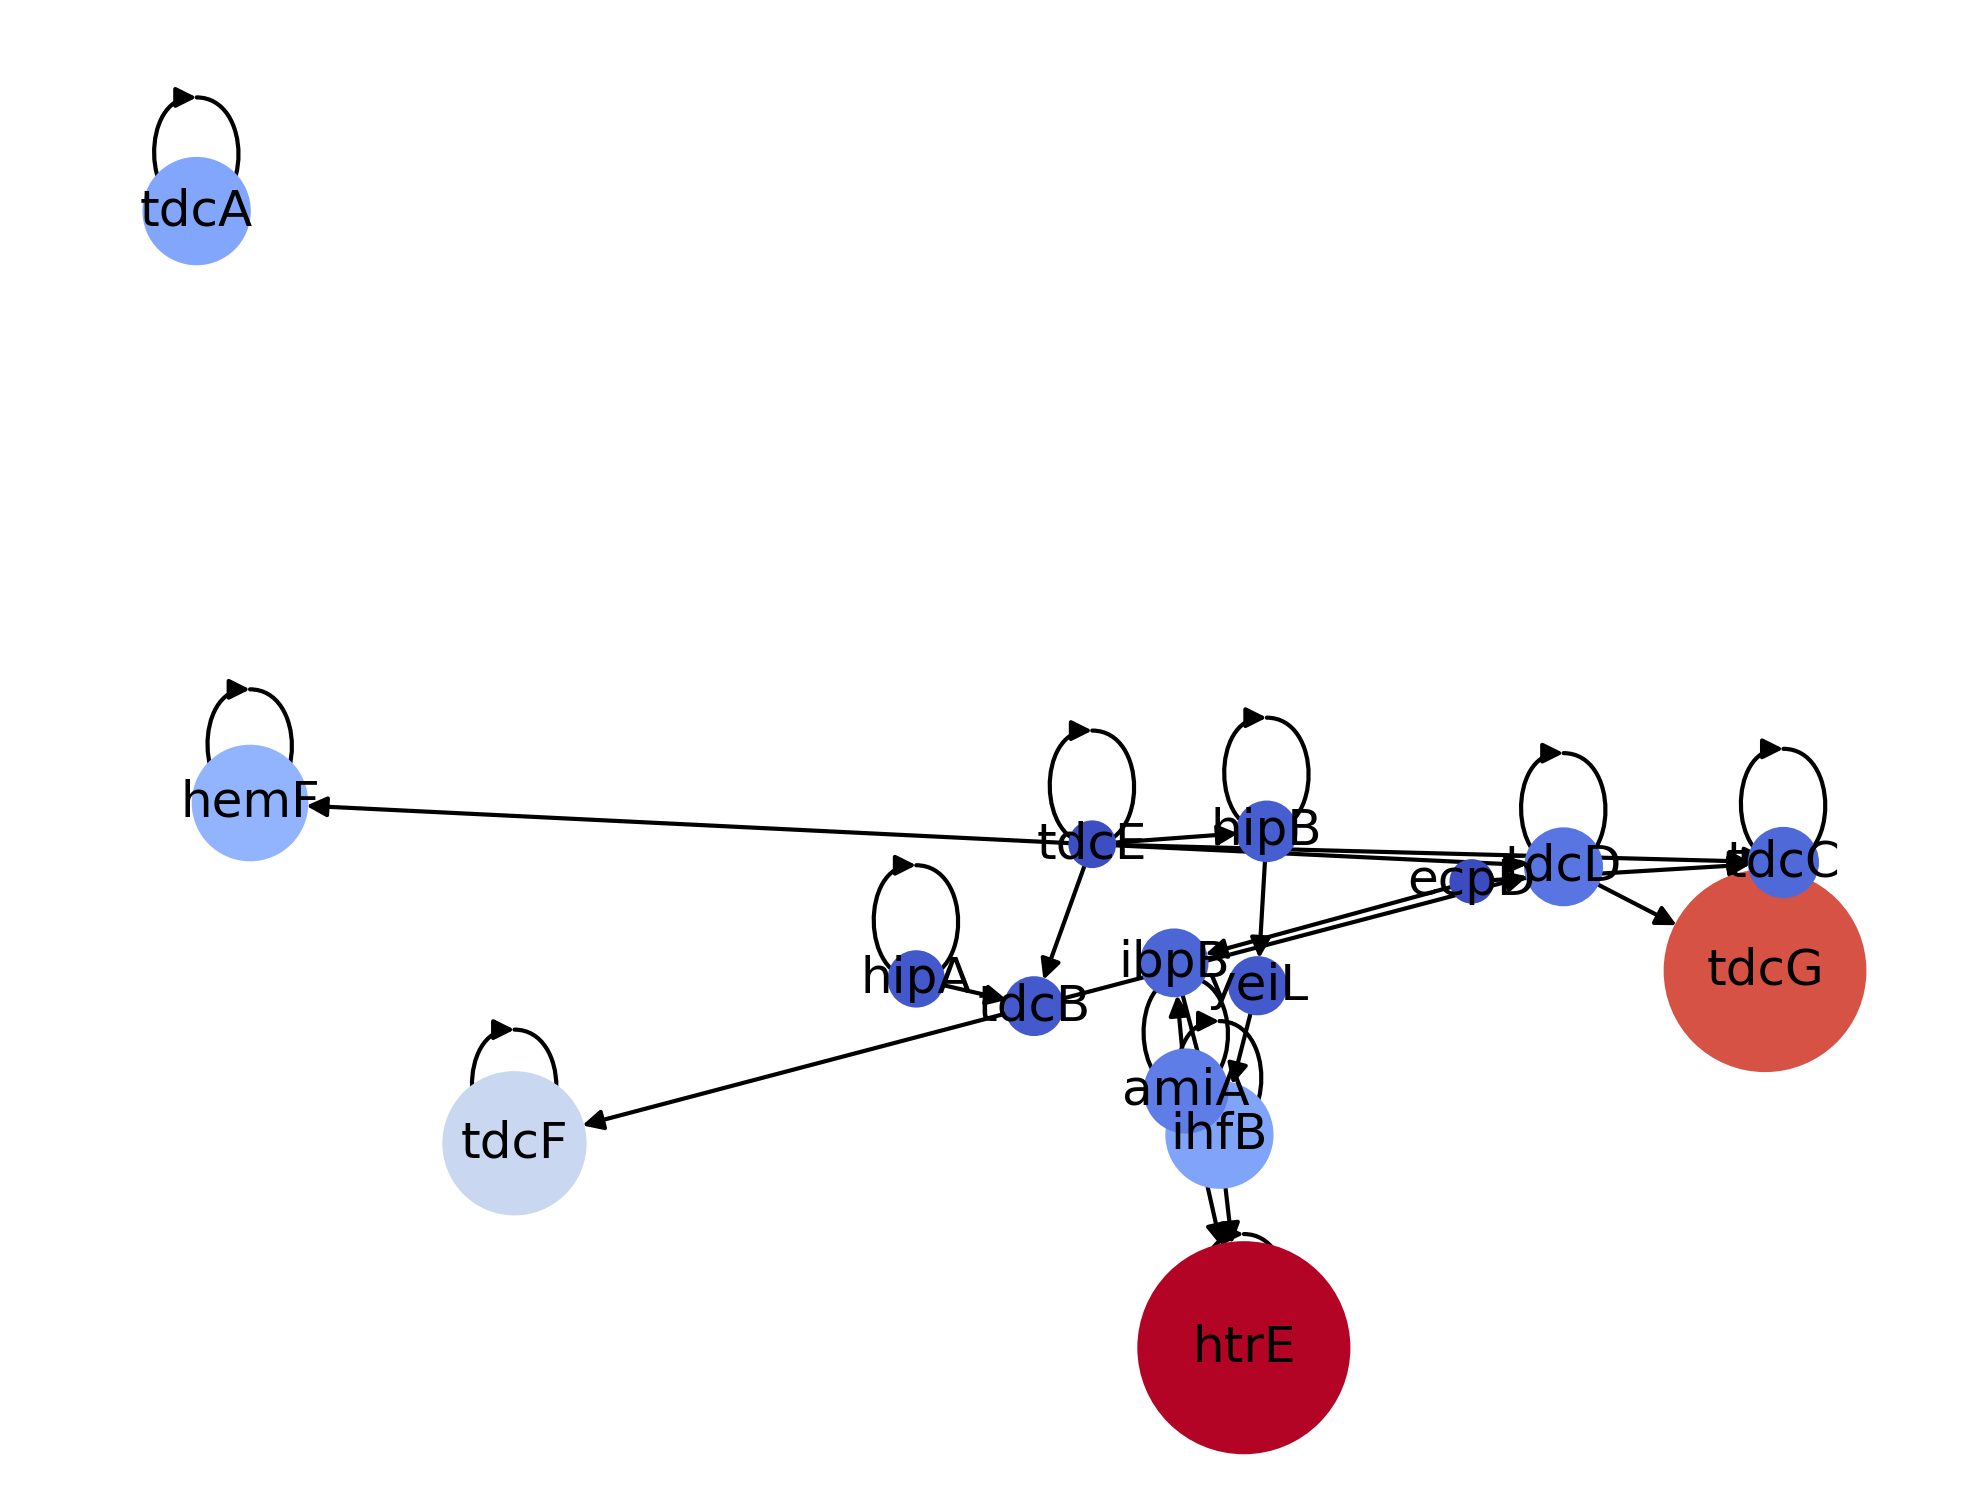 tdcA
hemF
tdcE
hipB
tdcD
tdcC
ecpD
hipA
ibpB
yeiL
tdcB
tdcG
amiA
ihfB
tdcF
htrE